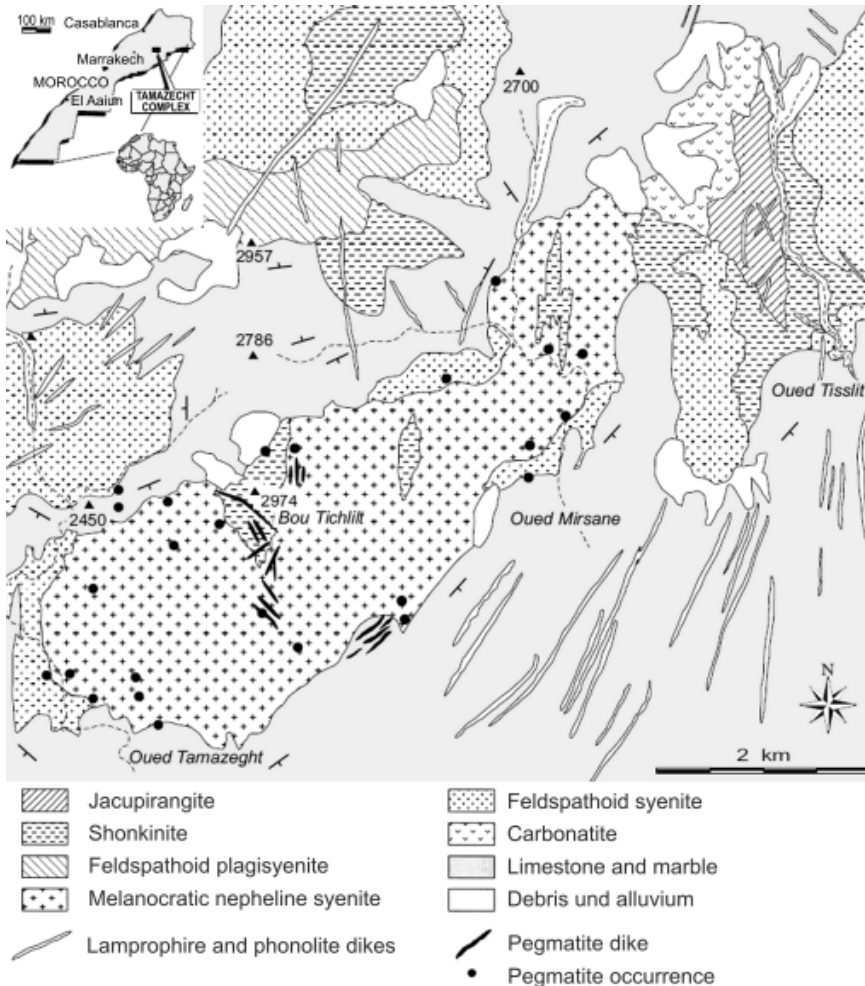 100 km
Casablanca
Marrakech
MOROCCO
El Aaiun
TAMAZECHT
COMPLEX
2700
2957
2786
Oued Tisslit
2974
2450
Bou Tichlilt
Oued Mirsane
N
Oued Tamazeght
2 km
Jacupirangite
Shonkinite
Feldspathoid plagisyenite
Melanocratic nepheline syenite
Lamprophire and phonolite dikes
Feldspathoid syenite
Carbonatite
Limestone and marble
Debris und alluvium
Pegmatite dike
Pegmatite occurrence